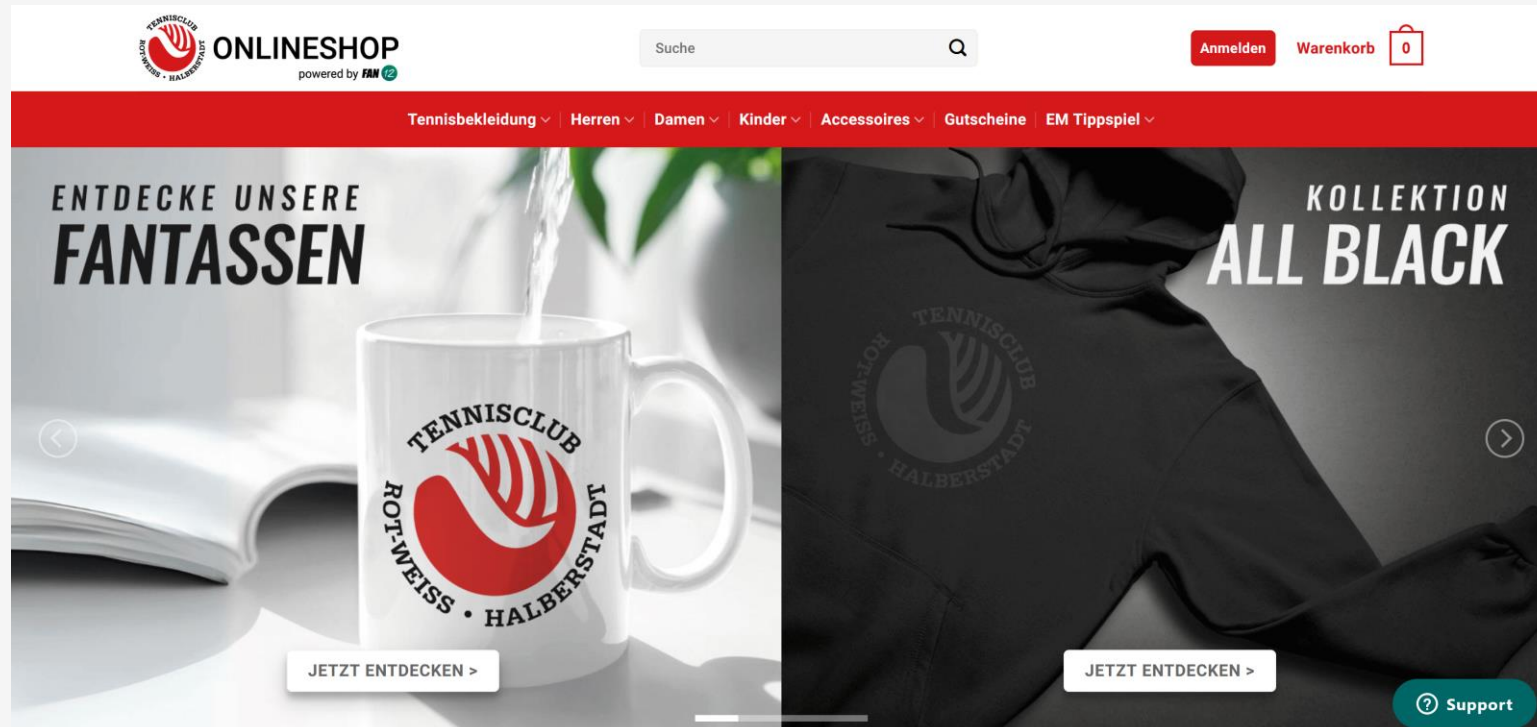 TENNISCLUB
ROT-WEISS · HALBERSTADT
ONLINESHOP
powered by FAN 12
Suche
Anmelden
Warenkorb
0
Tennisbekleidung
Herren
Damen
Kinder
Accessoires
Gutscheine
EM Tippspiel
ENTDECKE UNSERE
FANTASSEN
TENNISCLUB
ROT-WEISS · HALBERSTADT
JETZT ENTDECKEN >
KOLLEKTION
ALL BLACK
TENNISCLUB
ROT-WEISS · HALBERSTADT
JETZT ENTDECKEN >
? Support